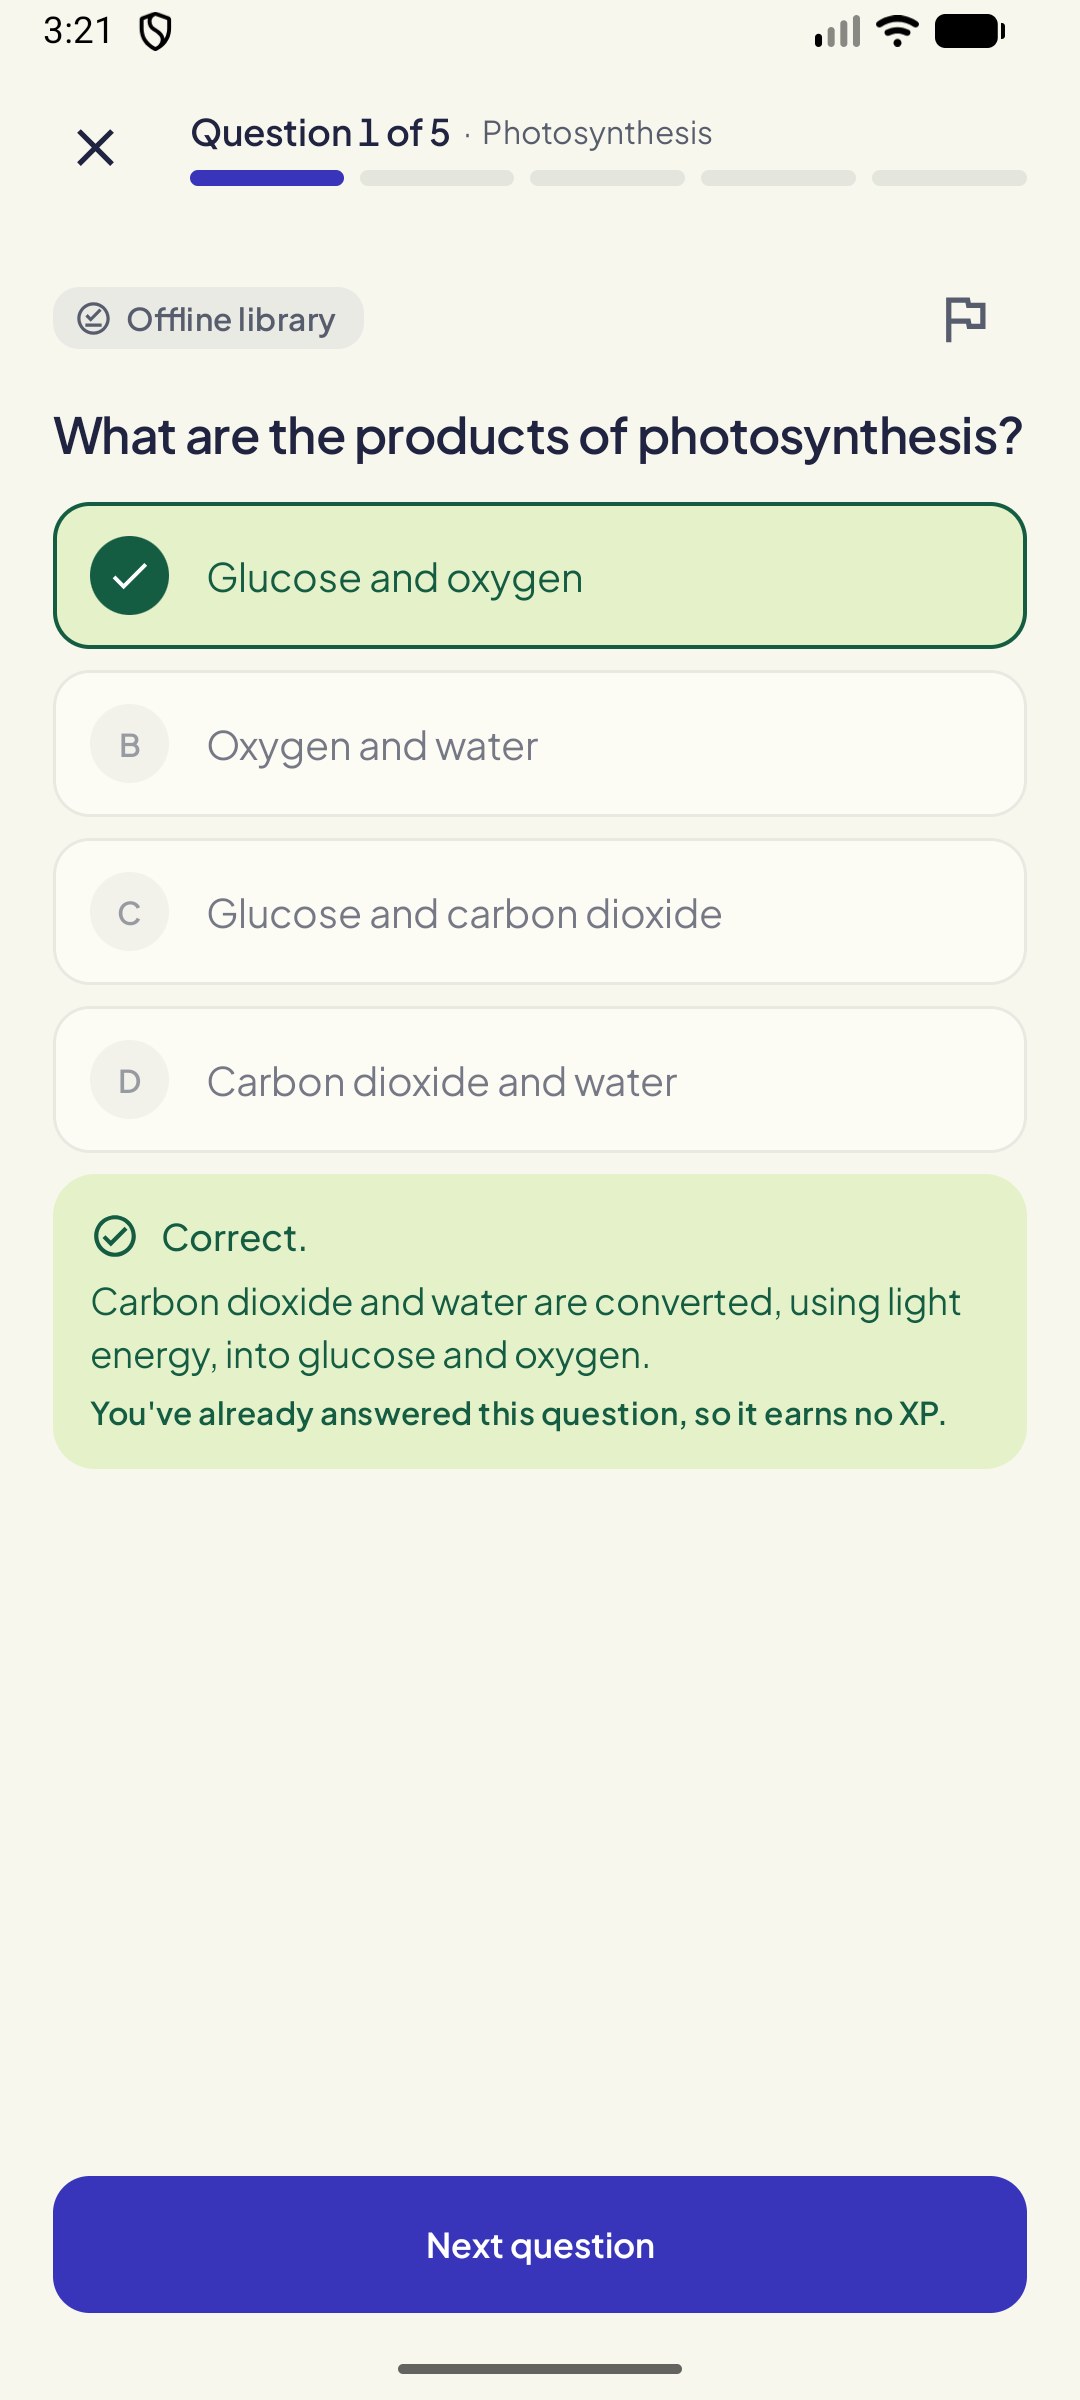 3:21
Question 1 of 5 · Photosynthesis
Offline library
What are the products of photosynthesis?
Glucose and oxygen
B Oxygen and water
C Glucose and carbon dioxide
D Carbon dioxide and water
Correct.
Carbon dioxide and water are converted, using light
energy, into glucose and oxygen.
You've already answered this question, so it earns no XP.
Next question